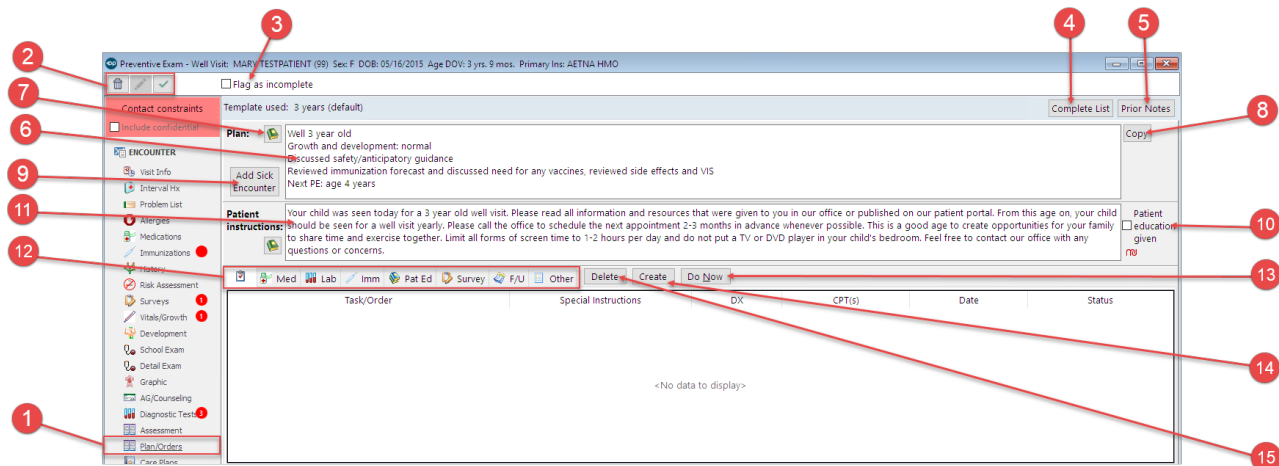 3
4
5
2
Preventive Exam - Well Visit: MARY TESTPATIENT (99) Sex: F DOB: 05/16/2015 Age DOV: 3 yrs. 9 mos. Primary Ins: AETNA HMO
Flag as incomplete
7
Contact constraints
Template used: 3 years (default)
Complete List
Prior Notes
8
Include confidential
Plan:
Well 3 year old
Copy
6
Growth and development: normal
ENCOUNTER
Discussed safety/anticipatory guidance
Reviewed immunization forecast and discussed need for any vaccines, reviewed side effects and VIS
Next PE: age 4 years
9
Add Sick
Encounter
Visit Info
Interval Hx
Problem List
11
Allergies
Patient
instructions:
Your child was seen today for a 3 year old well visit. Please read all information and resources that were given to you in our office or published on our patient portal. From this age on, your child
should be seen for a well visit yearly. Please call the office to schedule the next appointment 2-3 months in advance whenever possible. This is a good age to create opportunities for your family
to share time and exercise together. Limit all forms of screen time to 1-2 hours per day and do not put a TV or DVD player in your child's bedroom. Feel free to contact our office with any
questions or concerns.
Patient
education
given
10
Medications
Immunizations
12
History
Risk Assessment
Med
Lab
Imm
Pat Ed
Survey
F/U
Other
Delete
Create
Do Now
13
Surveys 1
Task/Order
Special Instructions
DX
CPT(s)
Date
Status
Vitals/Growth 1
Development
School Exam
Detail Exam
14
Graphic
<No data to display>
AG/Counseling
Diagnostic Tests 3
1
Assessment
Plan/Orders
15
Care Plans